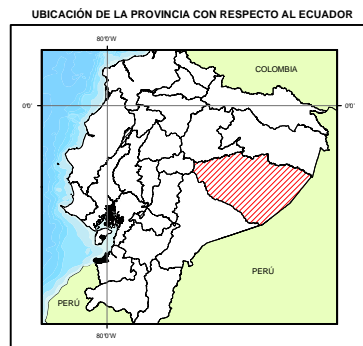 UBICACIÓN DE LA PROVINCIA CON RESPECTO AL ECUADOR
80°0'W
COLOMBIA
0°0'
0°0'
PERÚ
PERÚ
80°0'W